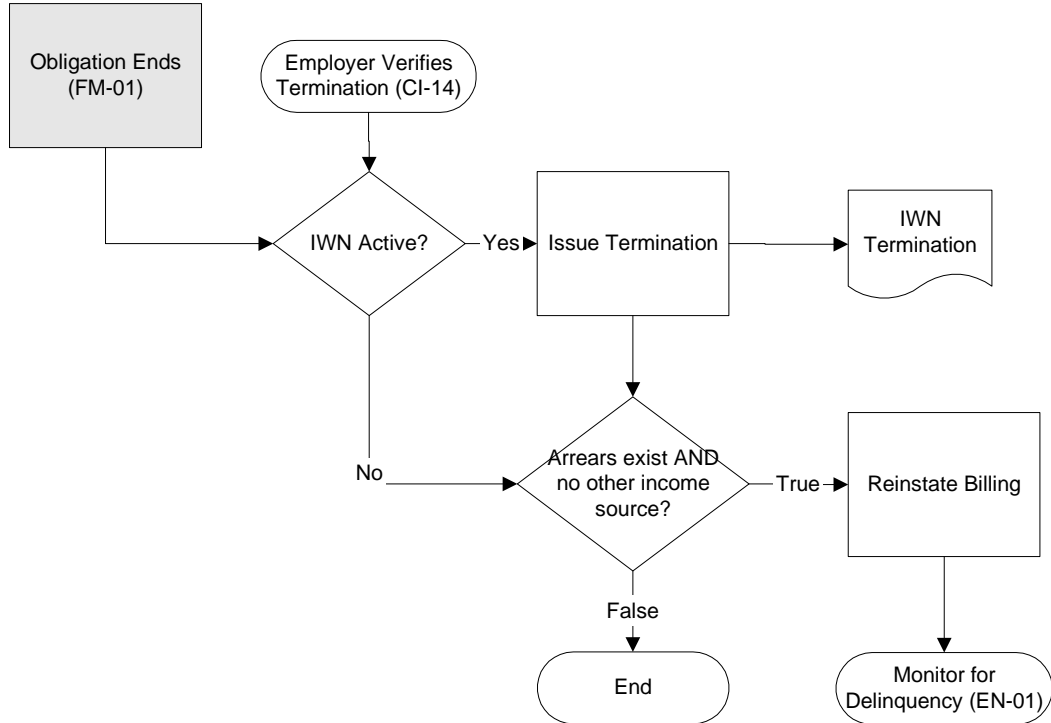 Obligation Ends
(FM-01)
Employer Verifies
Termination (CI-14)
IWN Active?
Yes
Issue Termination
IWN
Termination
No
Arrears exist AND
no other income
source?
True
Reinstate Billing
False
End
Monitor for
Delinquency (EN-01)